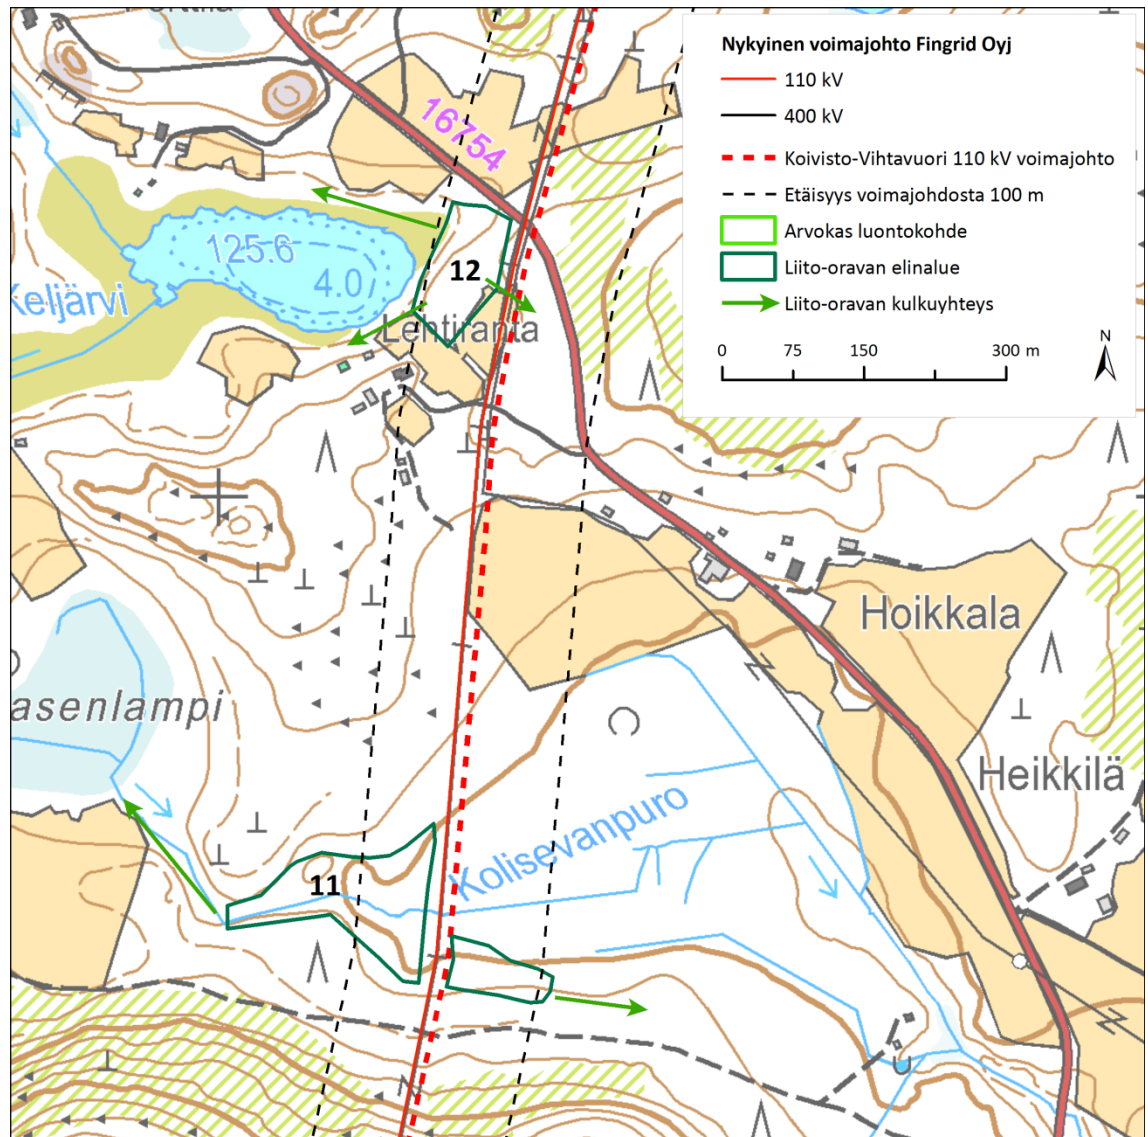 Nykyinen voimajohto Fingrid Oyj
110 kV
400 kV
Koivisto-Vihtavuori 110 kV voimajohto
Etäisyys voimajohdosta 100 m
Arvokas luontokohde
Liito-oravan elinalue
Liito-oravan kulkuyhteys
0 75 150 300 m
N
16754
125.6
4.0
Keljärvi
12
Lehtiranta
Hoikkala
asenlampi
Heikkilä
Kolisevanpuro
11